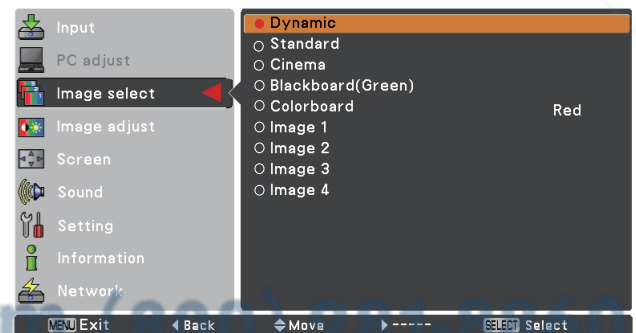 Input
PC adjust
Image select
Image adjust
Screen
Sound
Setting
Information
Network
Dynamic
Standard
Cinema
Blackboard(Green)
Colorboard Red
Image 1
Image 2
Image 3
Image 4
MENU Exit Back Move ----- SELECT Select